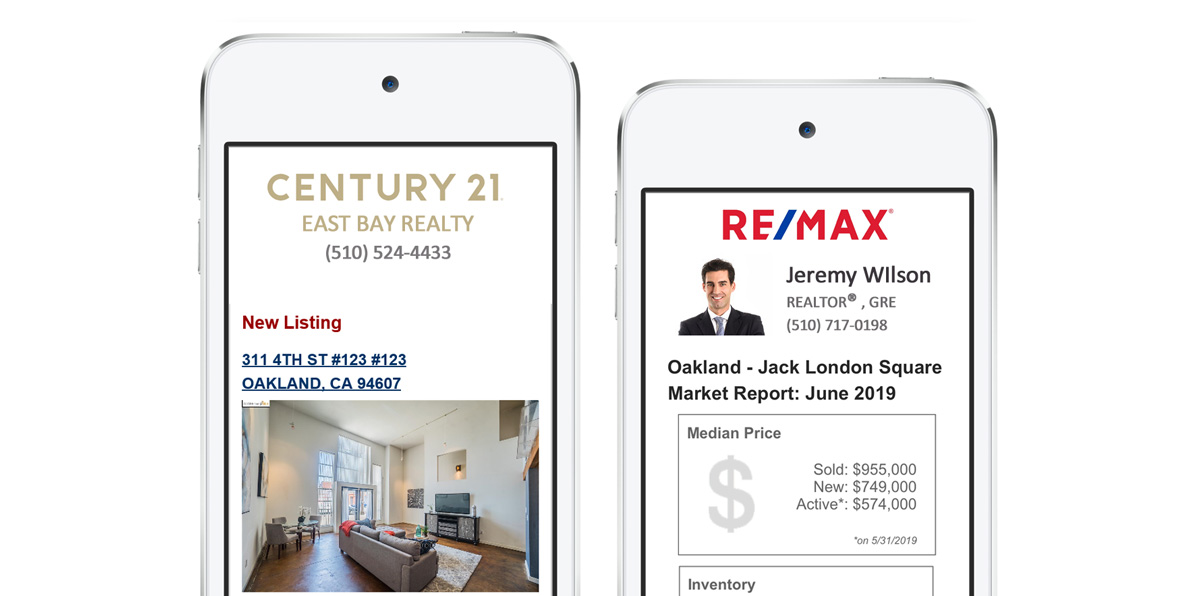 CENTURY 21
EAST BAY REALTY
(510) 524-4433
New Listing
311 4TH ST #123 #123
OAKLAND, CA 94607
RE/MAX®
Jeremy WIlson
REALTOR® , GRE
(510) 717-0198
Oakland - Jack London Square
Market Report: June 2019
Median Price
$
Sold: $955,000
New: $749,000
Active*: $574,000
*on 5/31/2019
Inventory